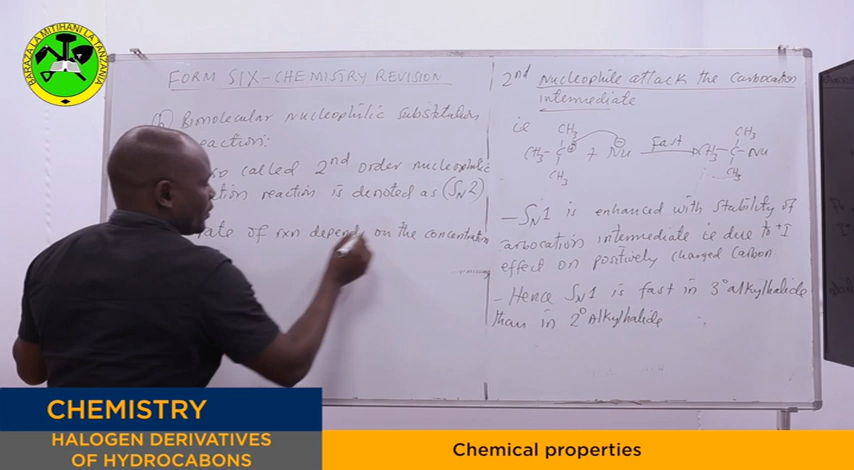 BARAZA LA MITIHANI LA TANZANIA
FORM SIX-CHEMISTRY REVISION
(b) Bimolecular nucleophilic substitution
reaction:
called 2nd order nucleophilic
reaction is denoted as (SN2)
rate of rxn depends on the concentration
2nd Nucleophile attack the carbocation
intermediate
ie
CH3 CH3
CH3-C⊕ + Nu⊖ Fast → CH3-C-Nu
CH3 CH3
- SN1 is enhanced with stability of
carbocation intermediate ie due to +I
effect on positively charged carbon
- Hence SN1 is fast in 3° alkylhalide
than in 2° Alkylhalide
CHEMISTRY
HALOGEN DERIVATIVES
OF HYDROCABONS
Chemical properties